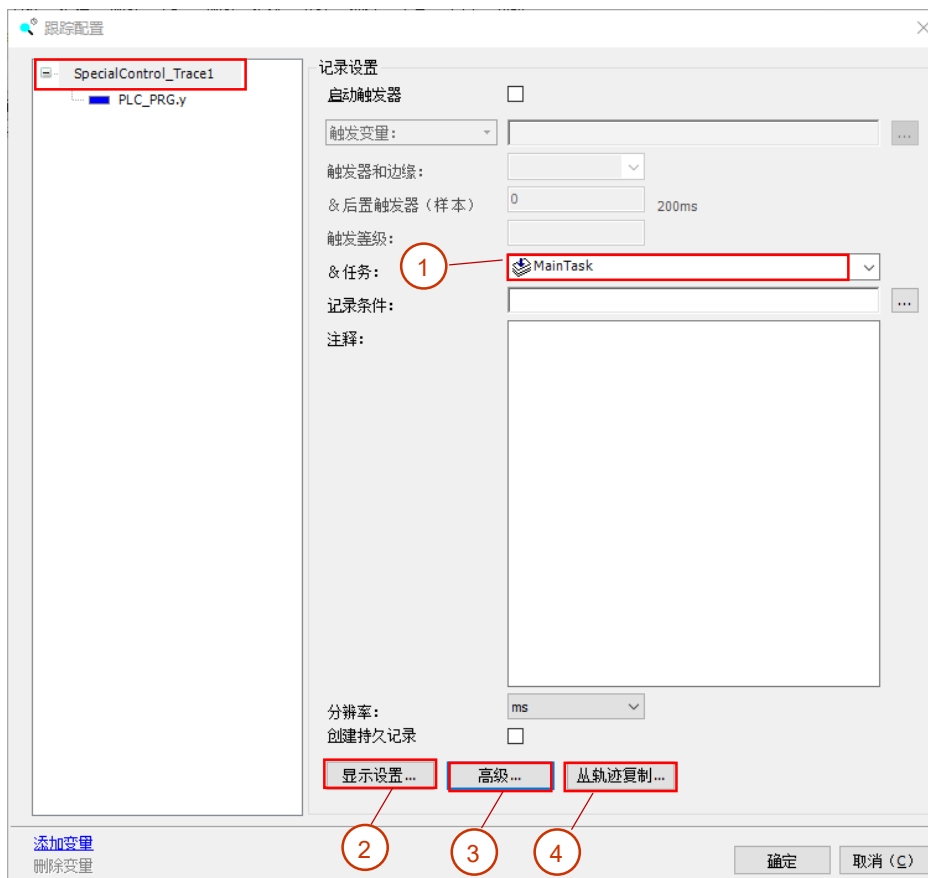 跟踪配置
SpecialControl_Trace1
PLC_PRG.y
记录设置
启动触发器
触发变量:
...
触发器和边缘:
&后置触发器（样本）
0
200ms
触发等级:
1
&任务:
MainTask
记录条件:
...
注释:
分辨率:
ms
创建持久记录
显示设置...
高级...
从轨迹复制...
2
3
4
添加变量
删除变量
确定
取消（C）